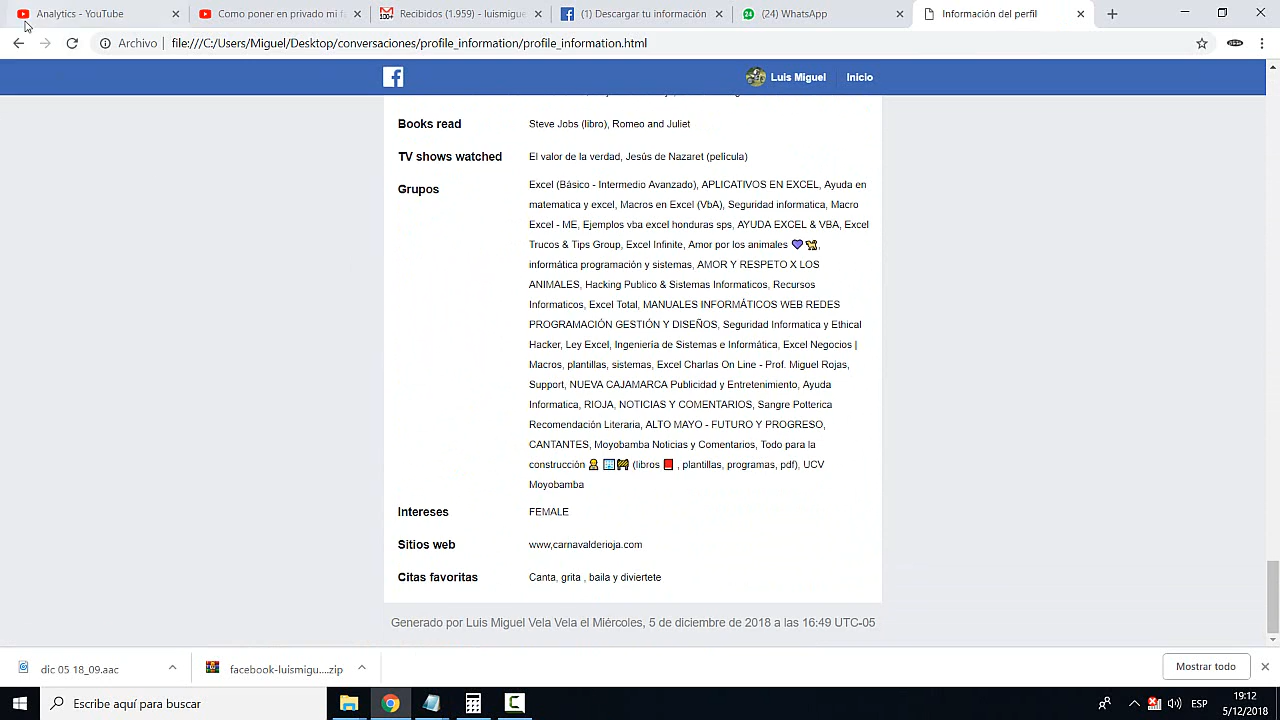 Analytics - YouTube
Como poner en privado mi f
Recibidos (1.959) - luismigue
(1) Descargar tu información
(24) WhatsApp
Información del perfil
Archivo | file:///C:/Users/Miguel/Desktop/conversaciones/profile_information/profile_information.html
Luis Miguel Inicio
Books read Steve Jobs (libro), Romeo and Juliet
TV shows watched El valor de la verdad, Jesús de Nazaret (película)
Grupos Excel (Básico - Intermedio Avanzado), APLICATIVOS EN EXCEL, Ayuda en
matematica y excel, Macros en Excel (VbA), Seguridad informatica, Macro
Excel - ME, Ejemplos vba excel honduras sps, AYUDA EXCEL & VBA, Excel
Trucos & Tips Group, Excel Infinite, Amor por los animales 💜🐕,
informática programación y sistemas, AMOR Y RESPETO X LOS
ANIMALES, Hacking Publico & Sistemas Informaticos, Recursos
Informaticos, Excel Total, MANUALES INFORMÁTICOS WEB REDES
PROGRAMACIÓN GESTIÓN Y DISEÑOS, Seguridad Informatica y Ethical
Hacker, Ley Excel, Ingeniería de Sistemas e Informática, Excel Negocios |
Macros, plantillas, sistemas, Excel Charlas On Line - Prof. Miguel Rojas,
Support, NUEVA CAJAMARCA Publicidad y Entretenimiento, Ayuda
Informatica, RIOJA, NOTICIAS Y COMENTARIOS, Sangre Potterica
Recomendación Literaria, ALTO MAYO - FUTURO Y PROGRESO,
CANTANTES, Moyobamba Noticias y Comentarios, Todo para la
construcción 👷🏢🚧 (libros 📕 , plantillas, programas, pdf), UCV
Moyobamba
Intereses FEMALE
Sitios web www,carnavalderioja.com
Citas favoritas Canta, grita , baila y diviertete
Generado por Luis Miguel Vela Vela el Miércoles, 5 de diciembre de 2018 a las 16:49 UTC-05
dic 05 18_09.aac
facebook-luismigu....zip
Mostrar todo
Escribe aquí para buscar
ESP
19:12
5/12/2018